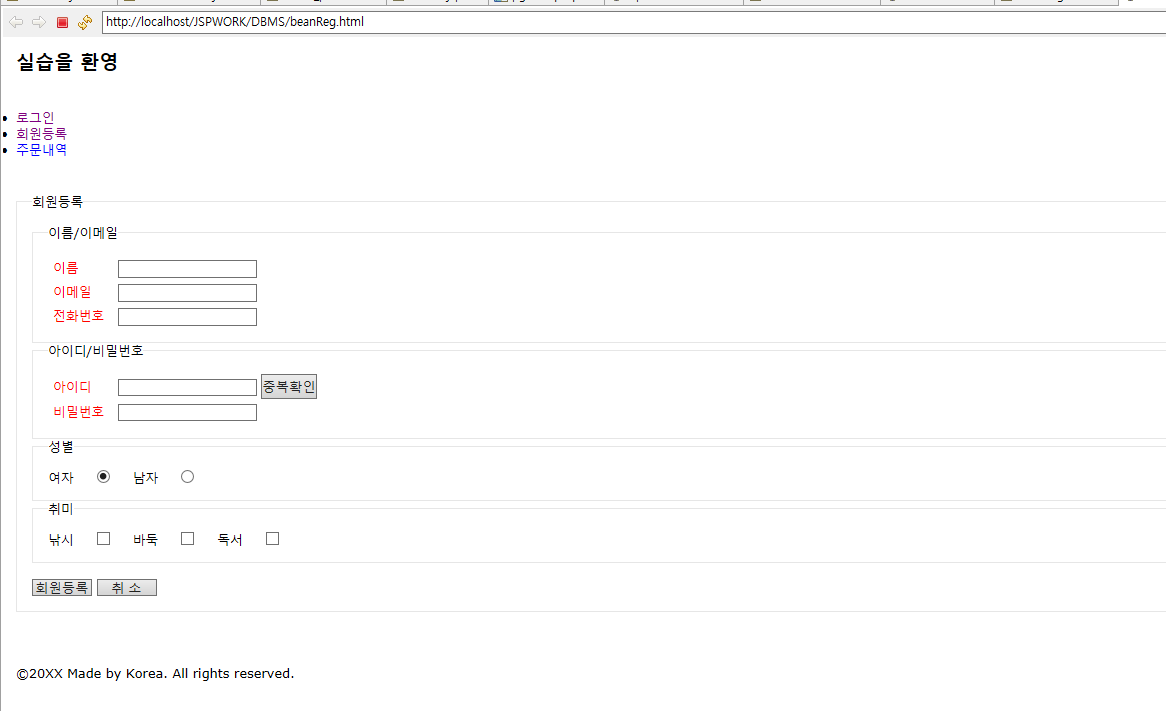 http://localhost/JSPWORK/DBMS/beanReg.html
실습을 환영
로그인
회원등록
주문내역
회원등록
이름/이메일
이름
이메일
전화번호
아이디/비밀번호
아이디 중복확인
비밀번호
성별
여자 남자
취미
낚시 바둑 독서
회원등록 취 소
©20XX Made by Korea. All rights reserved.